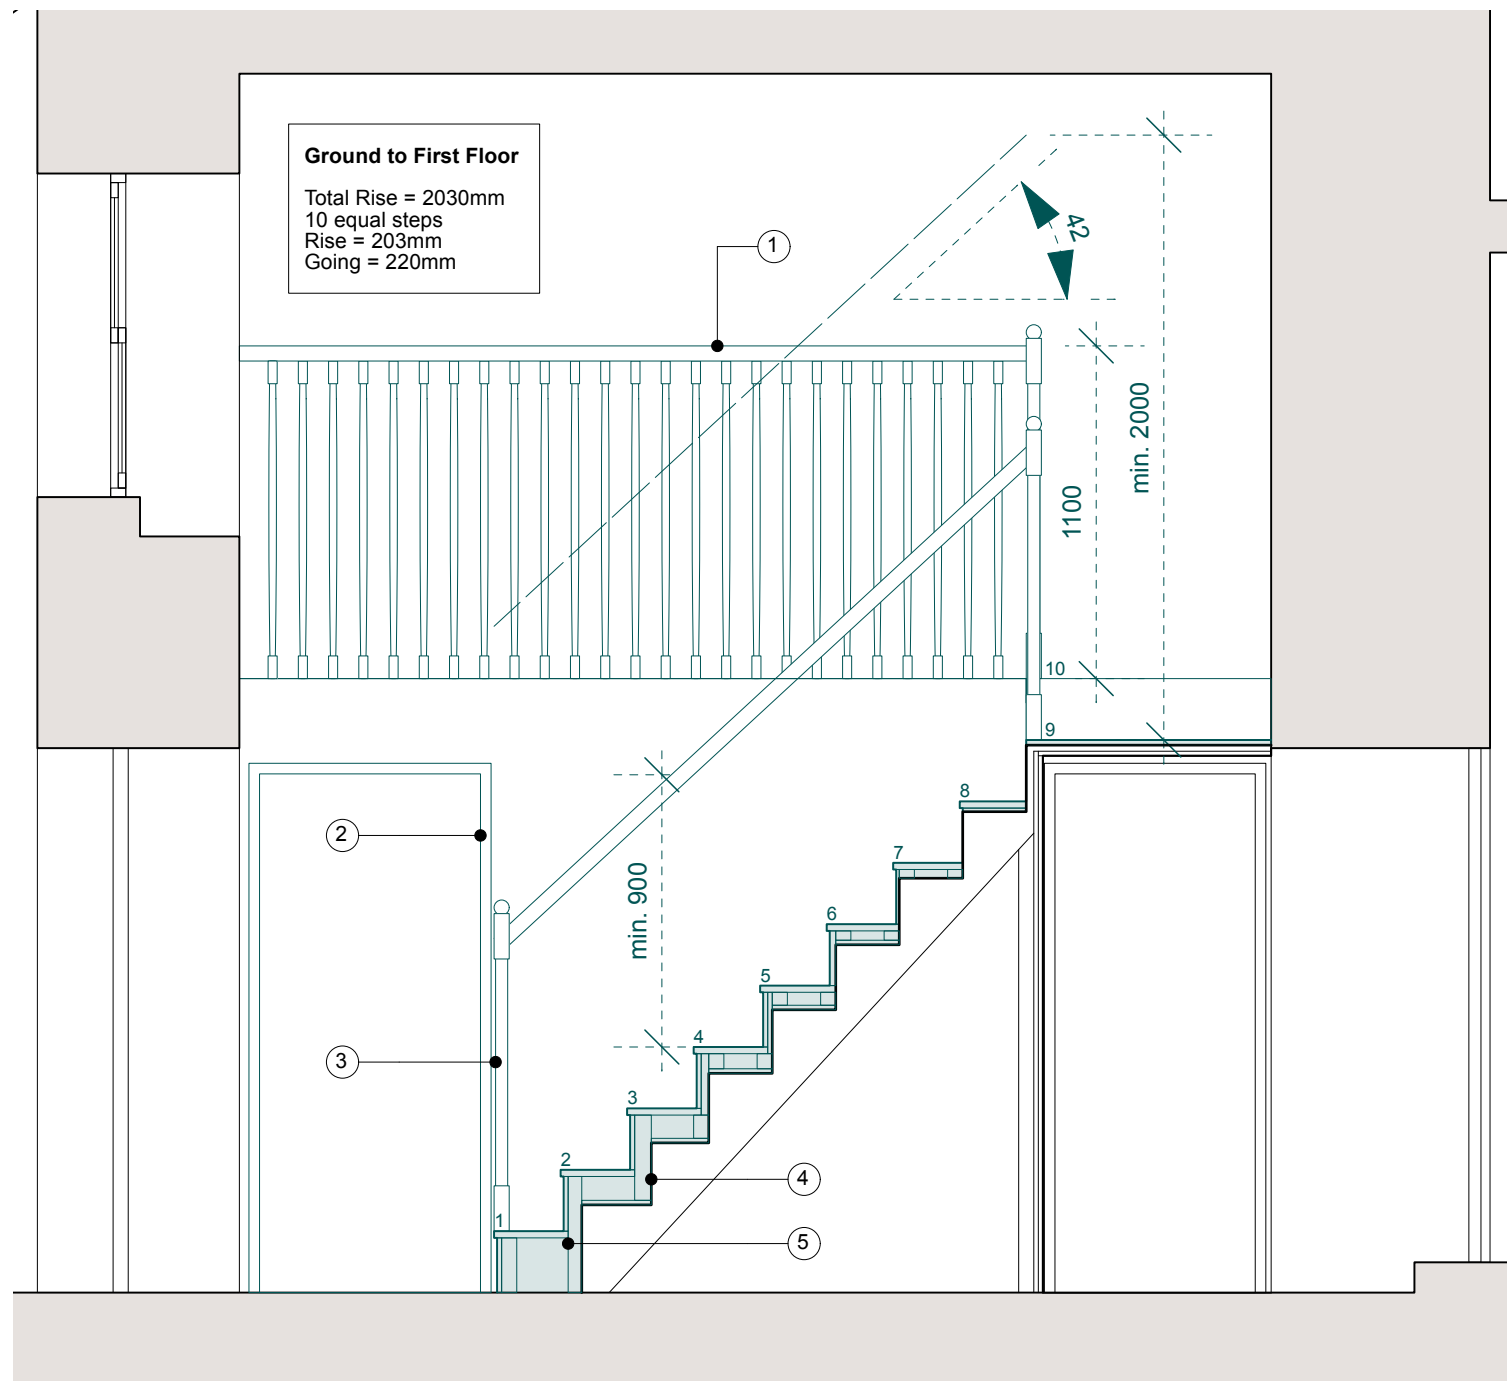 Ground to First Floor
Total Rise = 2030mm
10 equal steps
Rise = 203mm
Going = 220mm
1
42
min. 2000
1100
10
9
8
2
7
min. 900
6
5
4
3
3
2
4
1
5